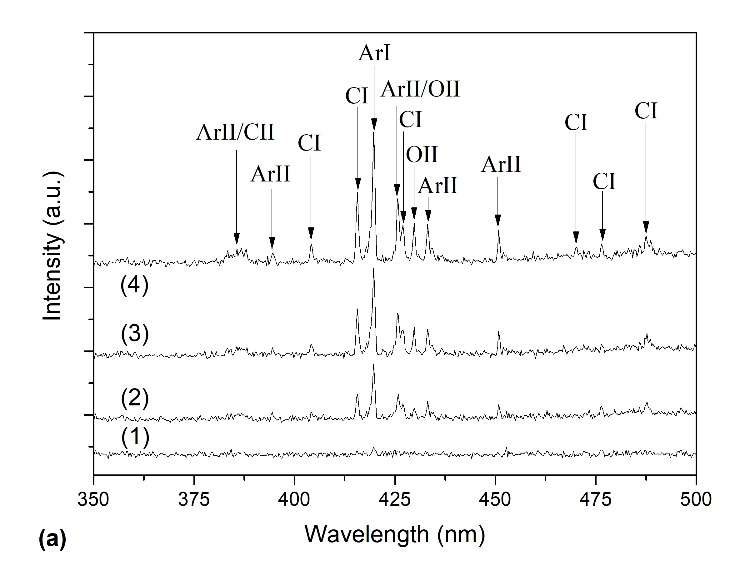 ArI
CI
ArII/OII
CI
ArII/CII
CI
OII
ArII
ArII
ArII
CI
CI
CI
(4)
(3)
(2)
(1)
Intensity (a.u.)
350 375 400 425 450 475 500
(a)
Wavelength (nm)